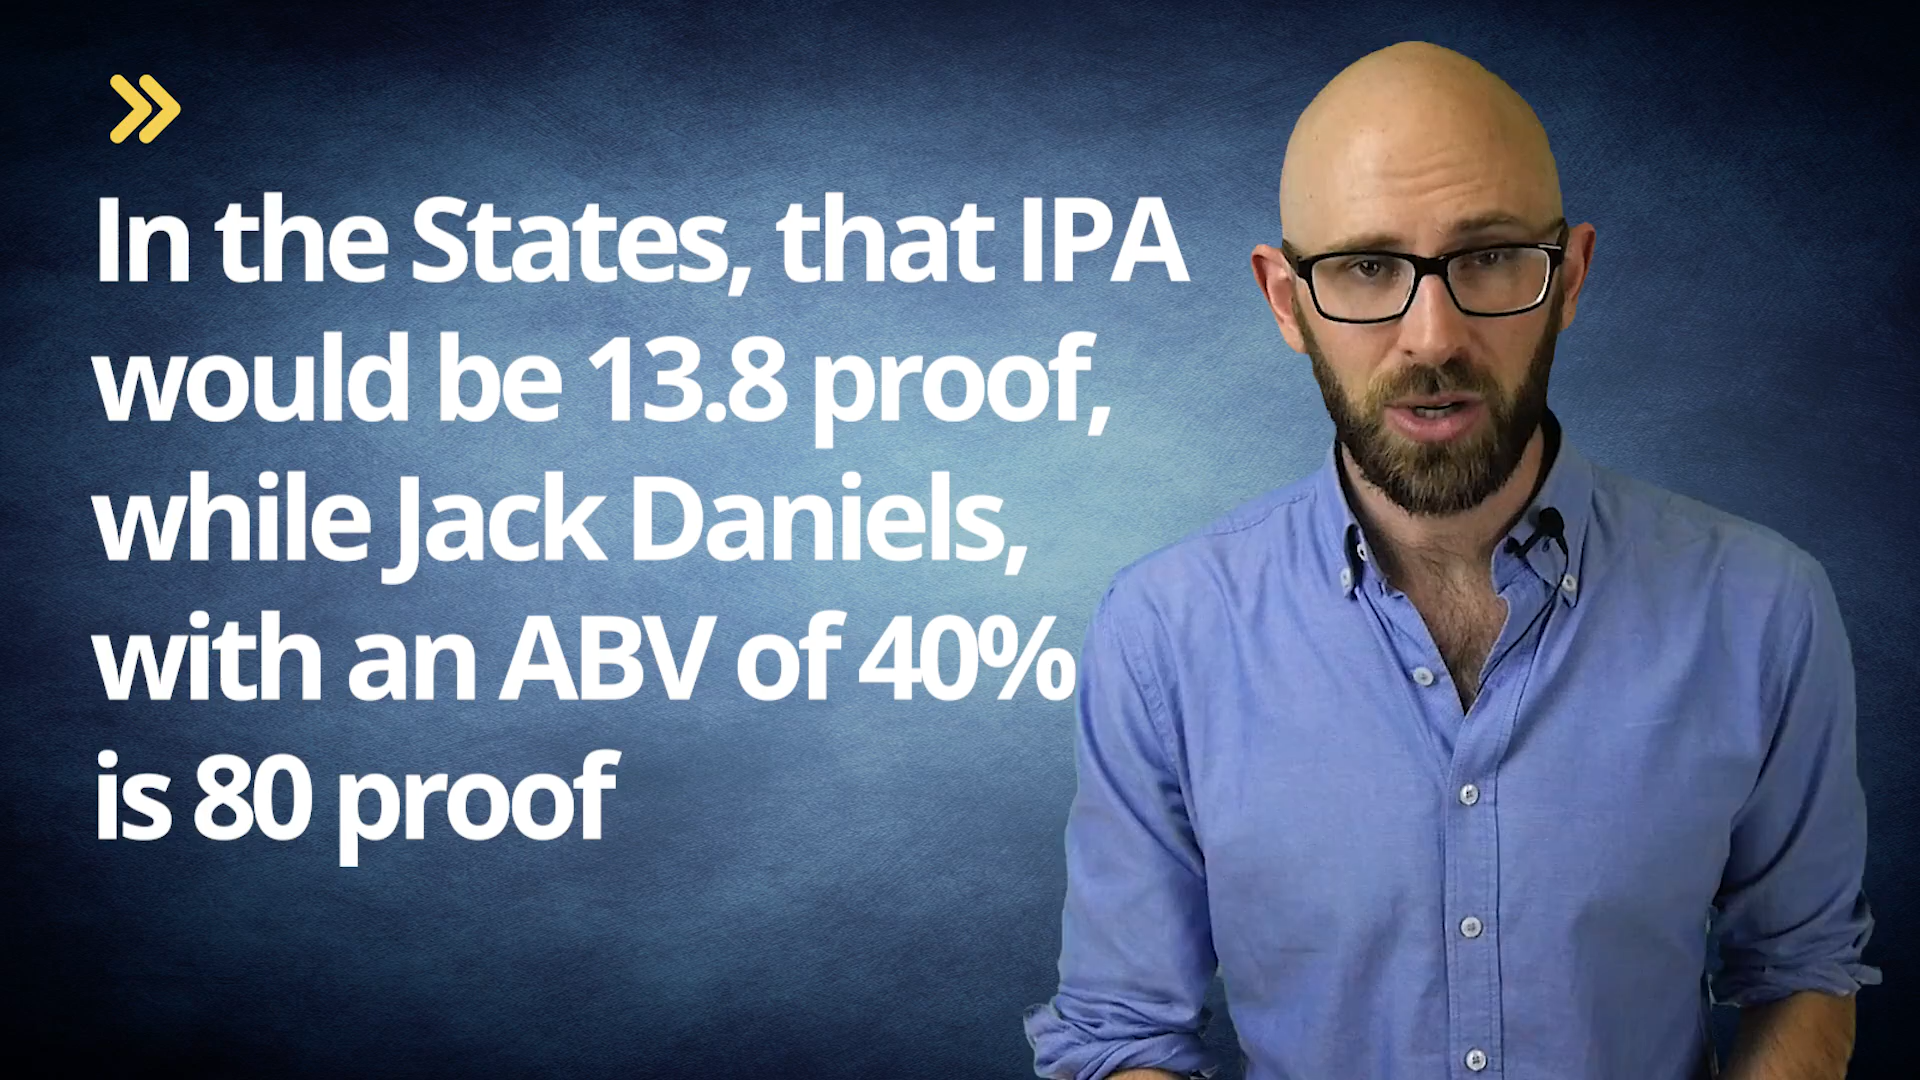 In the States, that IPA
would be 13.8 proof,
while Jack Daniels,
with an ABV of 40%
is 80 proof